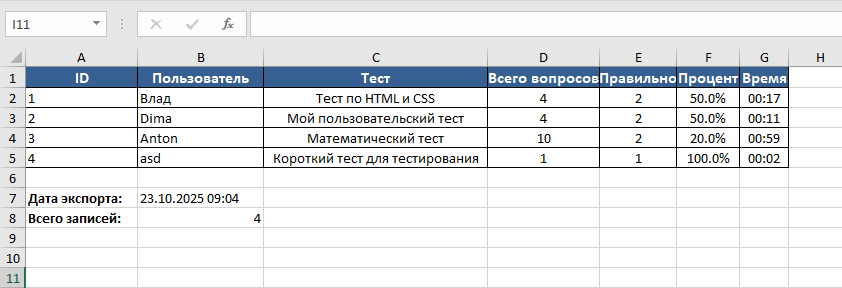 I11 fx
A B C D E F G H
1 ID Пользователь Тест Всего вопросов Правильно Процент Время
2 1 Влад Тест по HTML и CSS 4 2 50.0% 00:17
3 2 Dima Мой пользовательский тест 4 2 50.0% 00:11
4 3 Anton Математический тест 10 2 20.0% 00:59
5 4 asd Короткий тест для тестирования 1 1 100.0% 00:02
6
7 Дата экспорта: 23.10.2025 09:04
8 Всего записей: 4
9
10
11